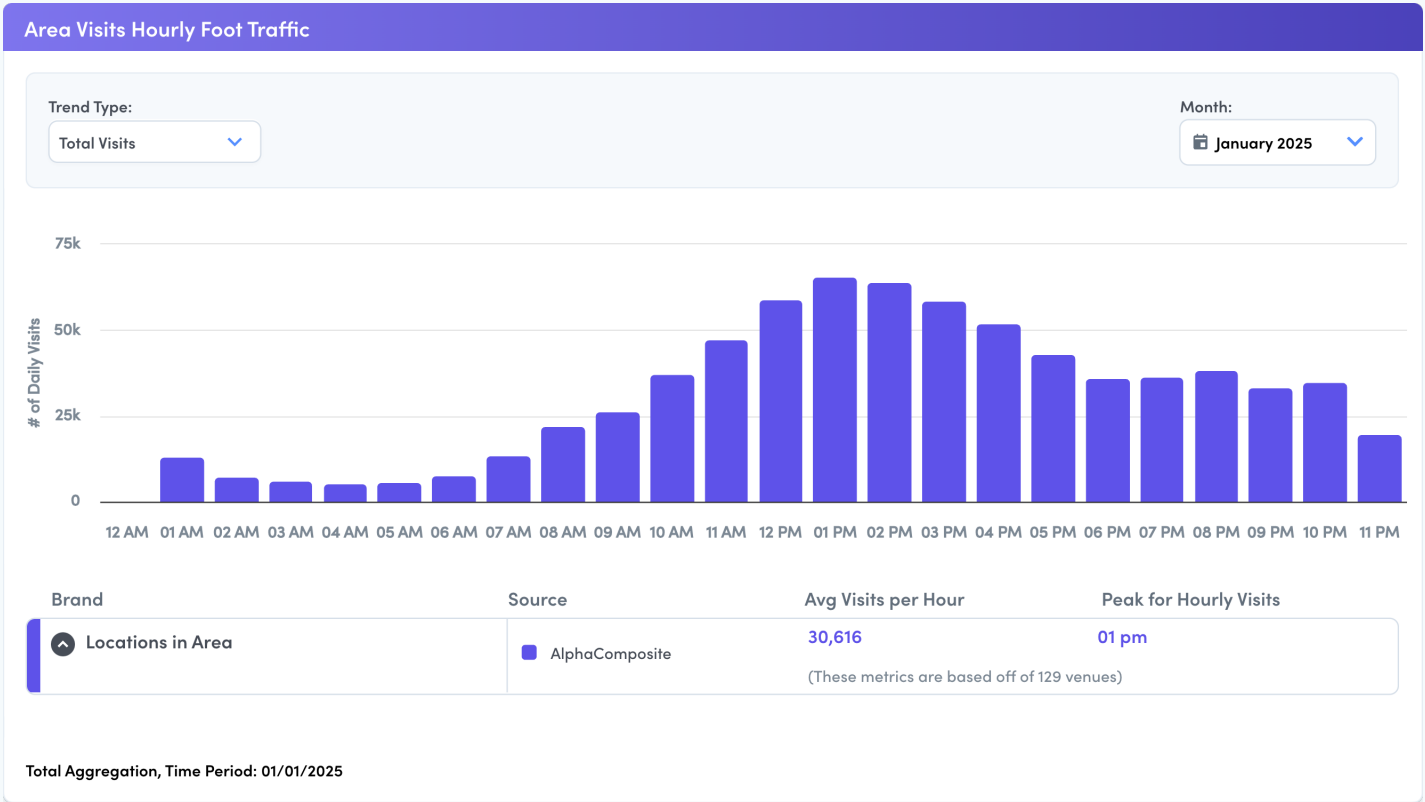 Area Visits Hourly Foot Traffic
Trend Type:
Month:
Total Visits
January 2025
75k
50k
25k
0
# of Daily Visits
12 AM 01 AM 02 AM 03 AM 04 AM 05 AM 06 AM 07 AM 08 AM 09 AM 10 AM 11 AM 12 PM 01 PM 02 PM 03 PM 04 PM 05 PM 06 PM 07 PM 08 PM 09 PM 10 PM 11 PM
Brand Source Avg Visits per Hour Peak for Hourly Visits
Locations in Area
AlphaComposite
30,616
01 pm
(These metrics are based off of 129 venues)
Total Aggregation, Time Period: 01/01/2025